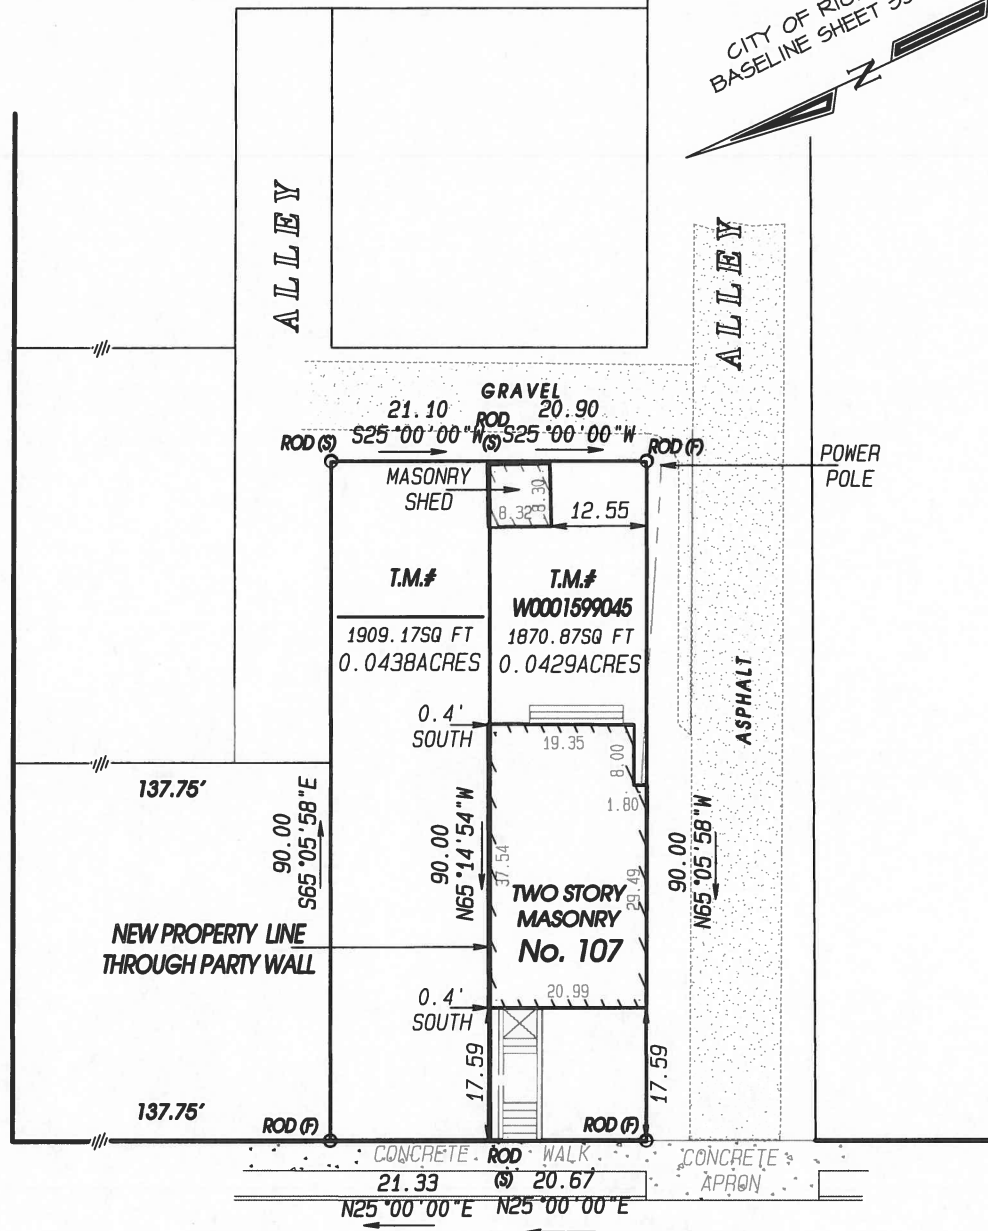 CITY OF
BASELINE SHEET
N
ALLEY
ALLEY
GRAVEL
21.10
ROD
20.90
ROD (S)
S25°00'00"W
(S)
S25°00'00"W
ROD (F)
POWER
POLE
MASONRY
SHED
8.32
8.30
12.55
T.M.#
T.M.#
W0001599045
1909.17SQ FT
1870.87SQ FT
0.0438ACRES
0.0429ACRES
ASPHALT
0.4'
SOUTH
19.35
8.00
1.80
137.75'
90.00
S65°05'58"E
90.00
N65°14'54"W
37.54
29.49
90.00
N65°05'58"W
TWO STORY
MASONRY
No. 107
NEW PROPERTY LINE
THROUGH PARTY WALL
20.99
0.4'
SOUTH
17.59
17.59
137.75'
ROD (F)
ROD (F)
CONCRETE
ROD
WALK
CONCRETE
APRON
21.33
(S)
20.67
N25°00'00"E
N25°00'00"E